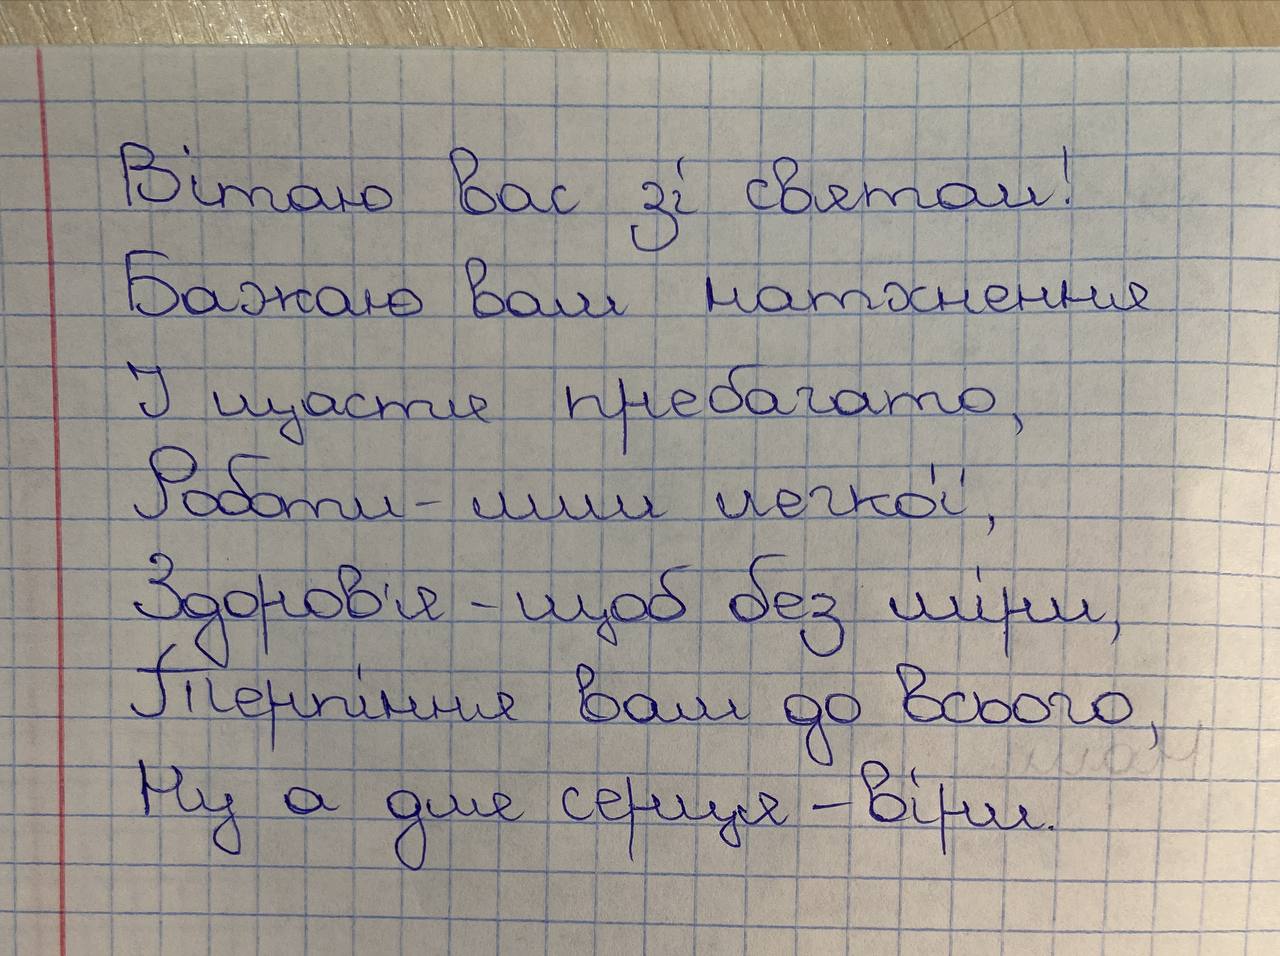 Вітаю вас зі святом!
Бажаю вам натхнення
І щастя пребагато,
Роботи - лиш легкої,
Здоров'я - щоб без міри,
Терпіння вам до всього,
Ну а для серця - віри.